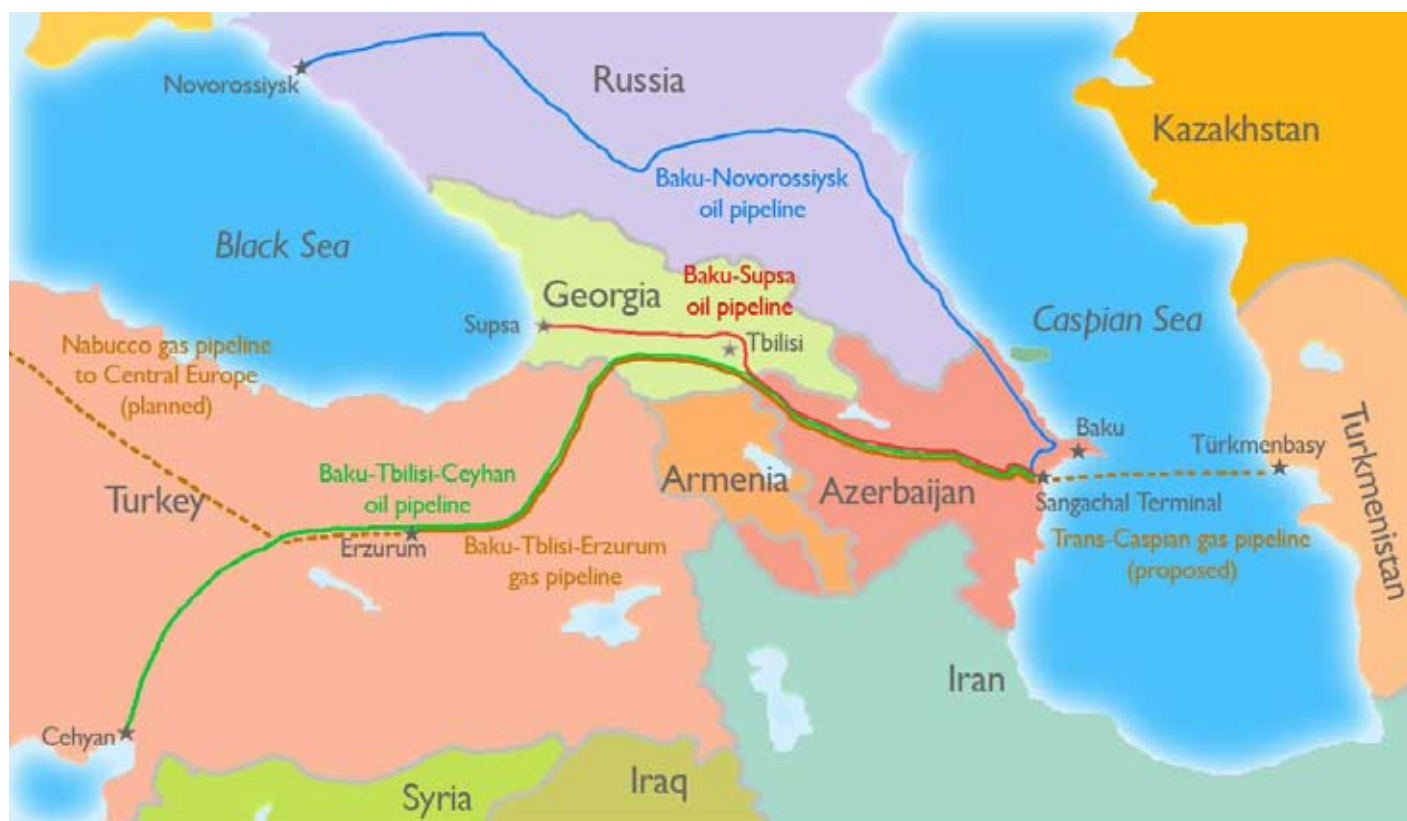 Novorossiysk
Russia
Kazakhstan
Baku-Novorossiysk
oil pipeline
Black Sea
Georgia
Baku-Supsa
oil pipeline
Caspian Sea
Supsa
Tbilisi
Nabucco gas pipeline
to Central Europe
(planned)
Baku
Türkmenbasy
Turkmenistan
Baku-Tbilisi-Ceyhan
oil pipeline
Turkey
Armenia
Azerbaijan
Sangachal Terminal
Erzurum
Baku-Tblisi-Erzurum
gas pipeline
Trans-Caspian gas pipeline
(proposed)
Iran
Cehyan
Syria
Iraq